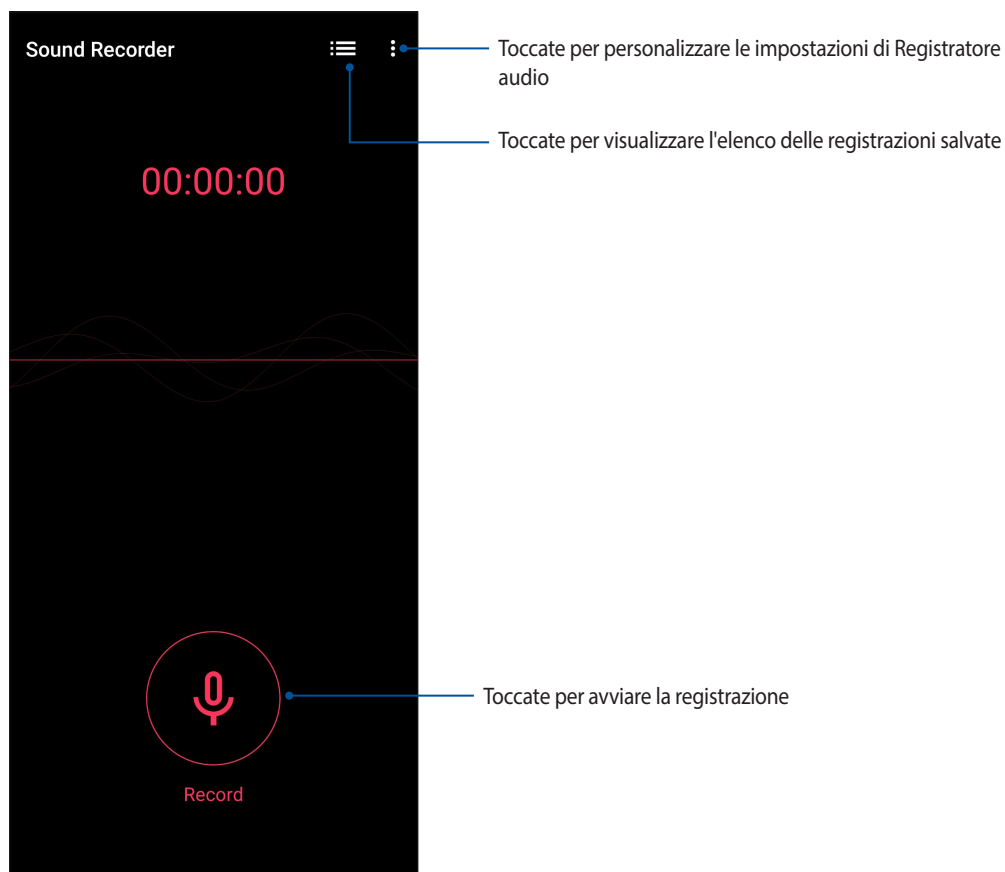 Sound Recorder
Toccate per personalizzare le impostazioni di Registratore
audio
Toccate per visualizzare l'elenco delle registrazioni salvate
00:00:00
Toccate per avviare la registrazione
Record